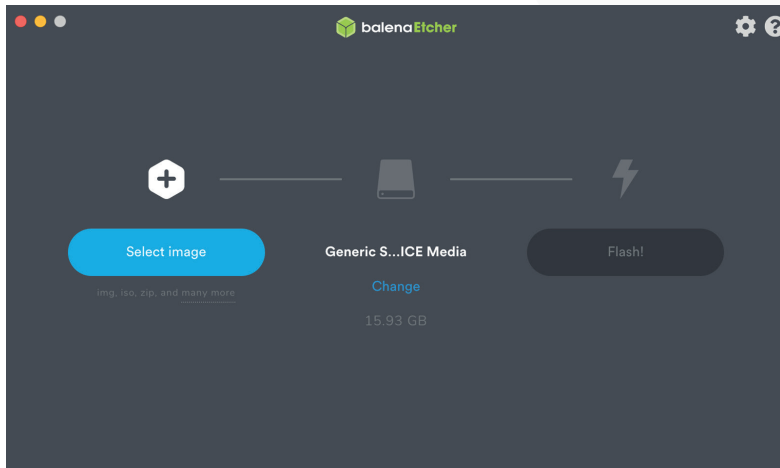 balenaEtcher
Select image
Generic S...ICE Media
Flash!
img, iso, zip, and many more
Change
15.93 GB